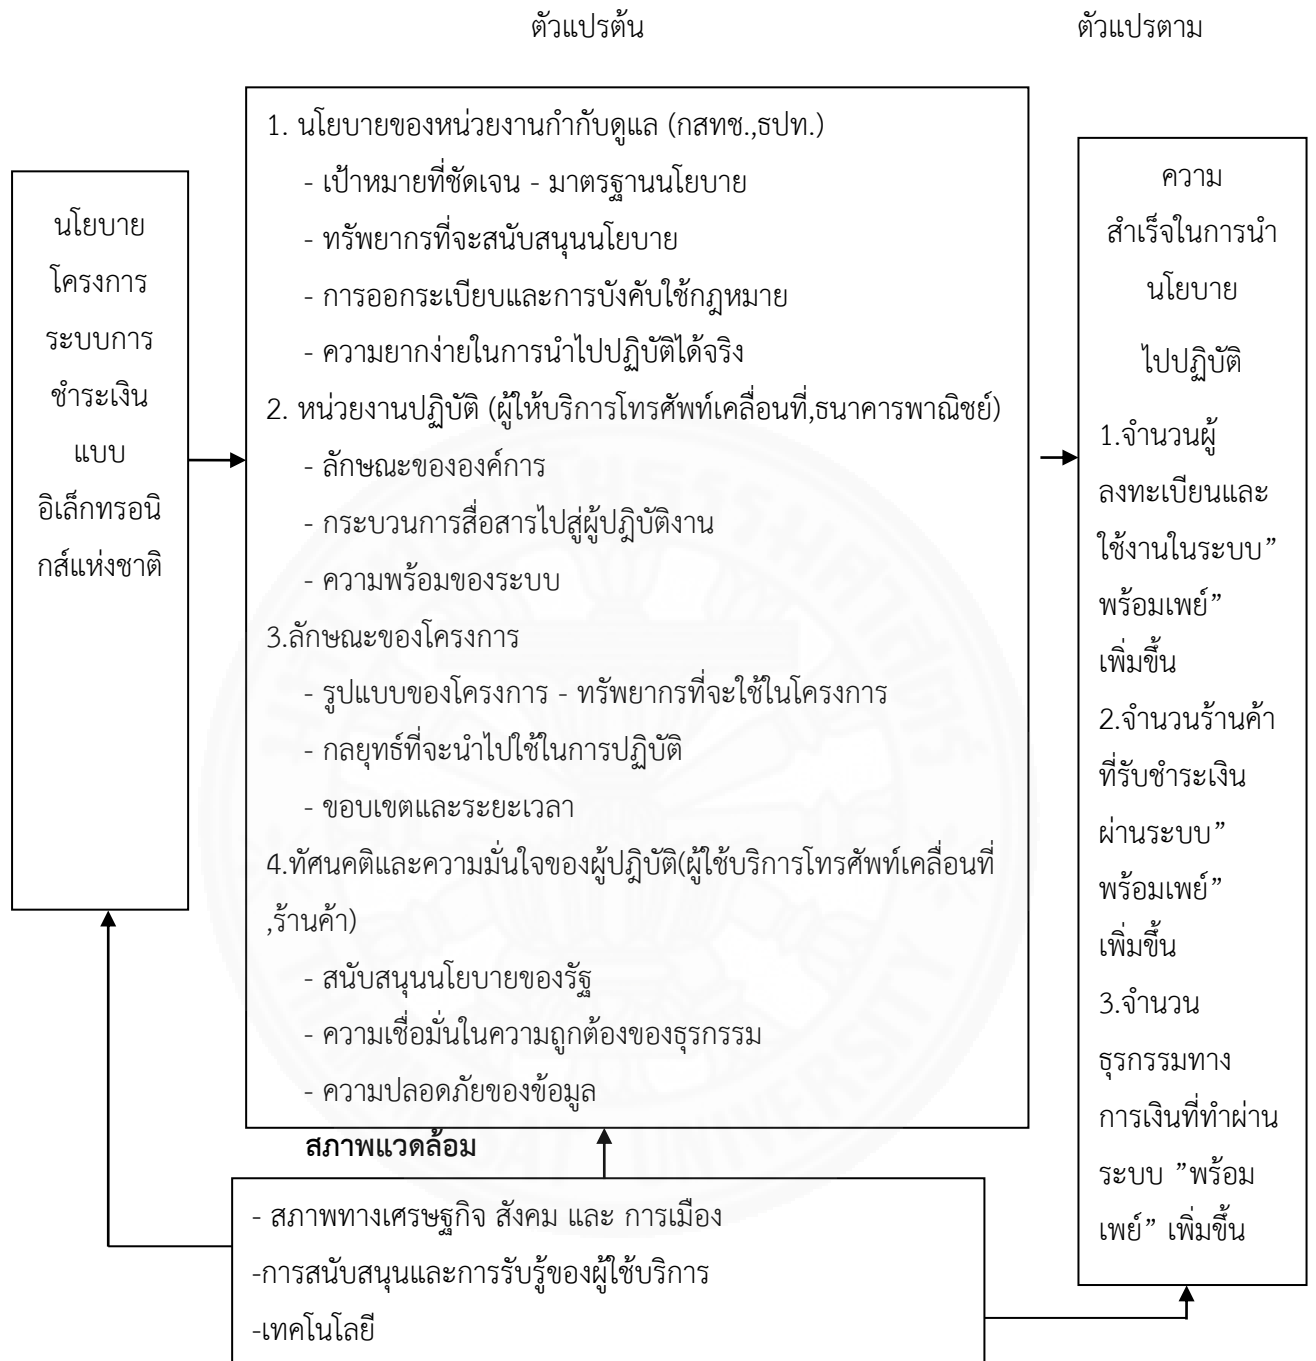 ตัวแปรต้น
ตัวแปรตาม
นโยบาย
โครงการ
ระบบการ
ชำระเงิน
แบบ
อิเล็กทรอนิ
กส์แห่งชาติ
1. นโยบายของหน่วยงานกำกับดูแล (กสทช.,ธปท.)
- เป้าหมายที่ชัดเจน - มาตรฐานนโยบาย
- ทรัพยากรที่จะสนับสนุนนโยบาย
- การออกระเบียบและการบังคับใช้กฎหมาย
- ความยากง่ายในการนำไปปฏิบัติได้จริง
2. หน่วยงานปฏิบัติ (ผู้ให้บริการโทรศัพท์เคลื่อนที่,ธนาคารพาณิชย์)
- ลักษณะขององค์การ
- กระบวนการสื่อสารไปสู่ผู้ปฎิบัติงาน
- ความพร้อมของระบบ
3.ลักษณะของโครงการ
- รูปแบบของโครงการ - ทรัพยากรที่จะใช้ในโครงการ
- กลยุทธ์ที่จะนำไปใช้ในการปฏิบัติ
- ขอบเขตและระยะเวลา
4.ทัศนคติและความมั่นใจของผู้ปฎิบัติ(ผู้ใช้บริการโทรศัพท์เคลื่อนที่
,ร้านค้า)
- สนับสนุนนโยบายของรัฐ
- ความเชื่อมั่นในความถูกต้องของธุรกรรม
- ความปลอดภัยของข้อมูล
ความ
สำเร็จในการนำ
นโยบาย
ไปปฏิบัติ
1.จำนวนผู้
ลงทะเบียนและ
ใช้งานในระบบ”
พร้อมเพย์”
เพิ่มขึ้น
2.จำนวนร้านค้า
ที่รับชำระเงิน
ผ่านระบบ”
พร้อมเพย์”
เพิ่มขึ้น
3.จำนวน
ธุรกรรมทาง
การเงินที่ทำผ่าน
ระบบ ”พร้อม
เพย์” เพิ่มขึ้น
สภาพแวดล้อม
- สภาพทางเศรษฐกิจ สังคม และ การเมือง
-การสนับสนุนและการรับรู้ของผู้ใช้บริการ
-เทคโนโลยี